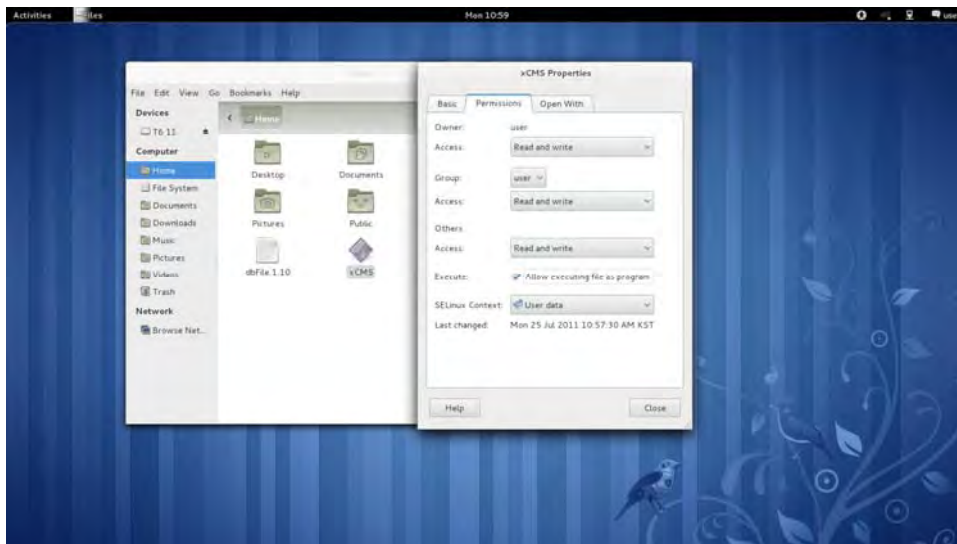 Activities
Files
Mon 10:59
user
File Edit View Go Bookmarks Help
Devices
Home
Computer
Home
File System
Documents
Downloads
Music
Pictures
Videos
Trash
Network
Browse Net...
Desktop
Documents
Pictures
Public
dbFile.1.10
xCMS
xCMS Properties
Basic Permissions Open With
Owner: user
Access: Read and write
Group: user
Access: Read and write
Others
Access: Read and write
Execute: Allow executing file as program
SELinux Context: User data
Last changed: Mon 25 Jul 2011 10:57:30 AM KST
Help Close